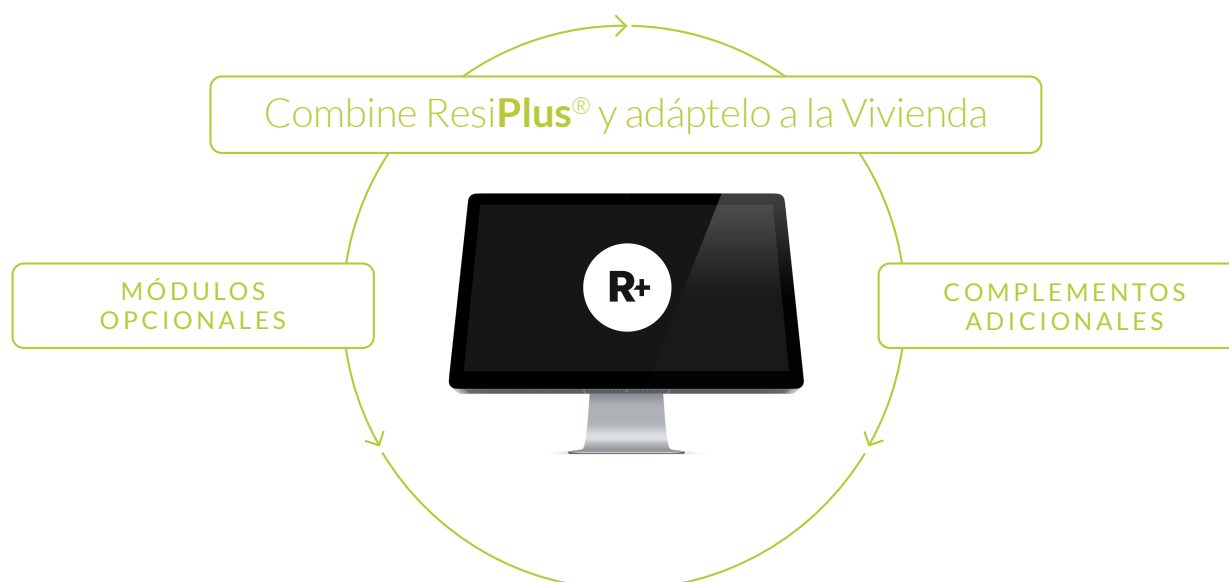 Combine ResiPlus® y adáptelo a la Vivienda
R+
MÓDULOS
OPCIONALES
COMPLEMENTOS
ADICIONALES